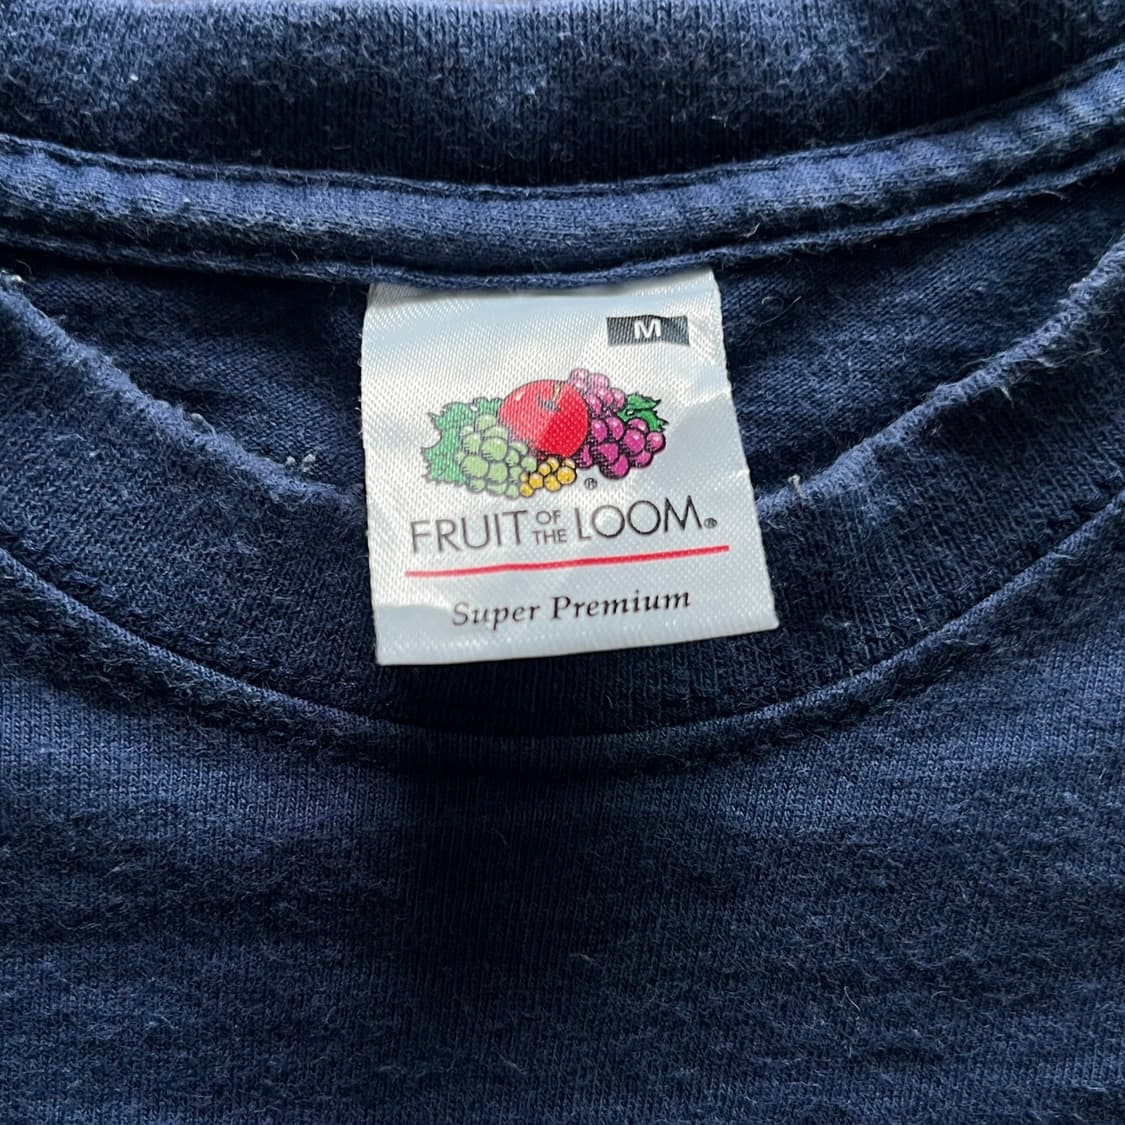 M
®
FRUIT OF THE LOOM®
Super Premium